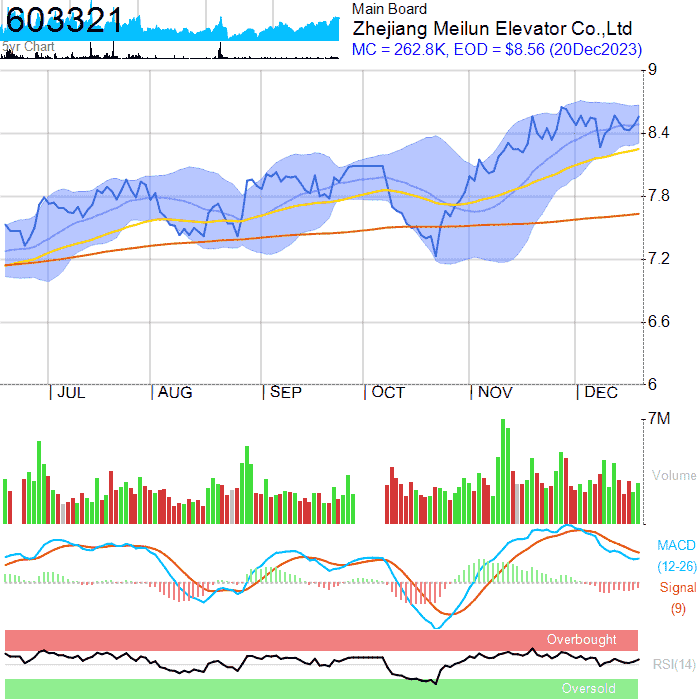 603321
5yr Chart
Main Board
Zhejiang Meilun Elevator Co.,Ltd
MC = 262.8K, EOD = $8.56 (20Dec2023)
9
8.4
7.8
7.2
6.6
6
JUL AUG SEP OCT NOV DEC
7M
Volume
MACD
(12-26)
Signal
(9)
Overbought
RSI(14)
Oversold